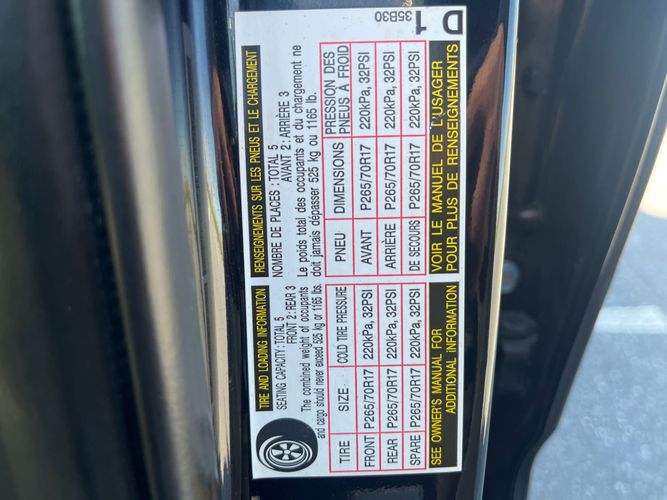 TIRE AND LOADING INFORMATION
SEATING CAPACITY : TOTAL 5
FRONT 2 : REAR 3
The combined weight of occupants
and cargo should never exceed 525 kg or 1165 lbs.
TIRE SIZE COLD TIRE PRESSURE
FRONT P265/70R17 220kPa, 32PSI
REAR P265/70R17 220kPa, 32PSI
SPARE P265/70R17 220kPa, 32PSI
SEE OWNER'S MANUAL FOR
ADDITIONAL INFORMATION
RENSEIGNEMENTS SUR LES PNEUS ET LE CHARGEMENT
NOMBRE DE PLACES : TOTAL 5
AVANT 2 : ARRIÈRE 3
Le poids total des occupants et du chargement ne
doit jamais dépasser 525 kg ou 1165 lb.
PNEU DIMENSIONS PRESSION DES
PNEUS À FROID
AVANT P265/70R17 220kPa, 32PSI
ARRIÈRE P265/70R17 220kPa, 32PSI
DE SECOURS P265/70R17 220kPa, 32PSI
VOIR LE MANUEL DE L'USAGER
POUR PLUS DE RENSEIGNEMENTS
35B30 1
D